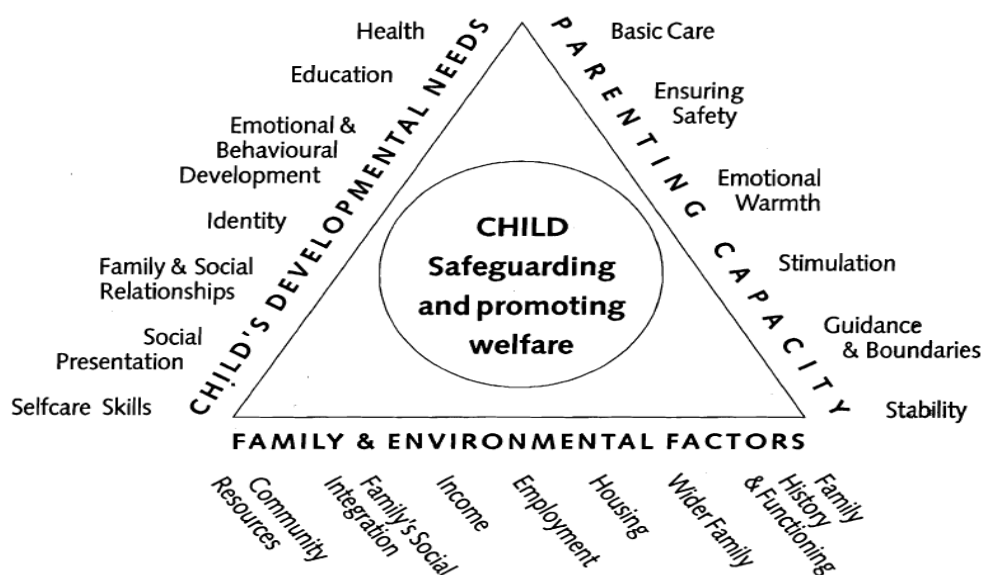 Health
Education
Emotional &
Behavioural
Development
Identity
Family & Social
Relationships
Social
Presentation
Selfcare Skills
CHILD'S DEVELOPMENTAL NEEDS
PARENTING CAPACITY
Basic Care
Ensuring
Safety
Emotional
Warmth
Stimulation
Guidance
& Boundaries
Stability
CHILD
Safeguarding
and promoting
welfare
FAMILY & ENVIRONMENTAL FACTORS
Community
Resources
Family's Social
Integration
Income
Employment
Housing
Wider Family
Family
History
& Functioning